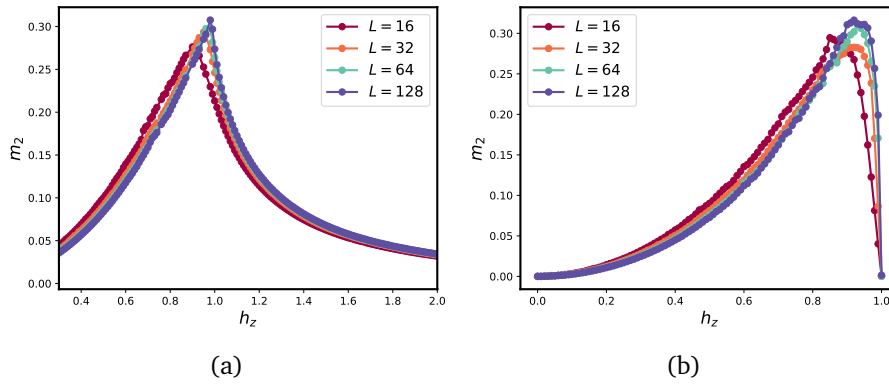 0.30
0.25
0.20
0.15
0.10
0.05
0.00
m₂
0.4 0.6 0.8 1.0 1.2 1.4 1.6 1.8 2.0
h_z
L = 16
L = 32
L = 64
L = 128
(a)
0.30
0.25
0.20
0.15
0.10
0.05
0.00
m₂
0.0 0.2 0.4 0.6 0.8 1.0
h_z
L = 16
L = 32
L = 64
L = 128
(b)